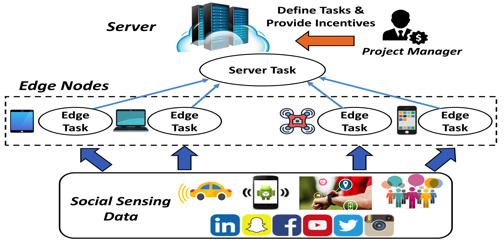 Server
Define Tasks &
Provide Incentives
Project Manager
Server Task
Edge Nodes
Edge
Task
Edge
Task
Edge
Task
Edge
Task
Social Sensing
Data